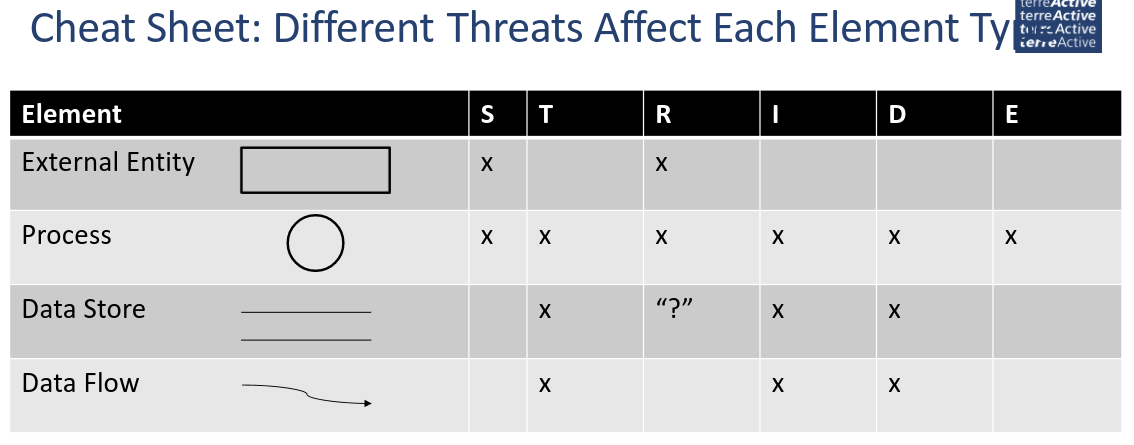 Cheat Sheet: Different Threats Affect Each Element Ty
terreActive
terreActive
terreActive
terreActive
Element S T R I D E
External Entity x x
Process x x x x x x
Data Store x “?” x x
Data Flow x x x